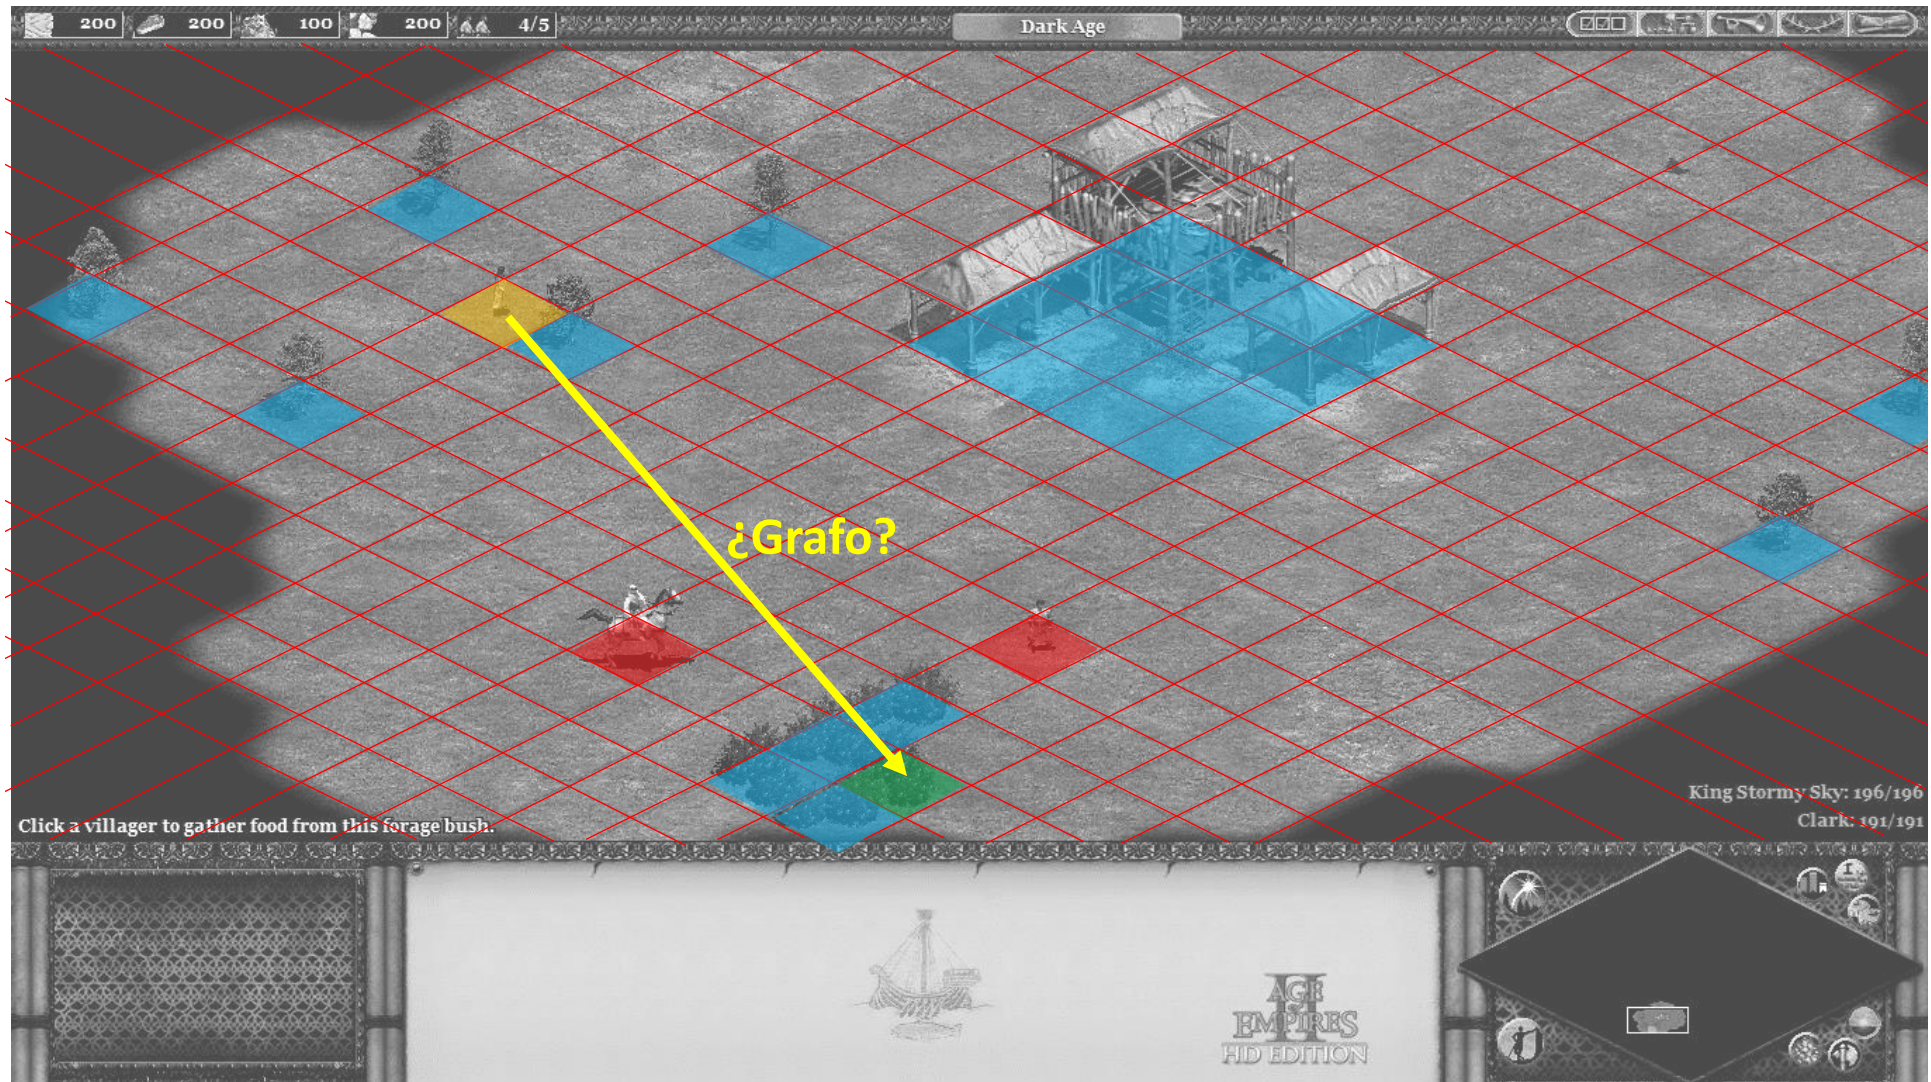 200 200 100 200 4/5
Dark Age
¿Grafo?
King Stormy Sky: 196/196
Clark: 191/191
Click a villager to gather food from this forage bush.
II
AGE
EMPIRES
HD EDITION